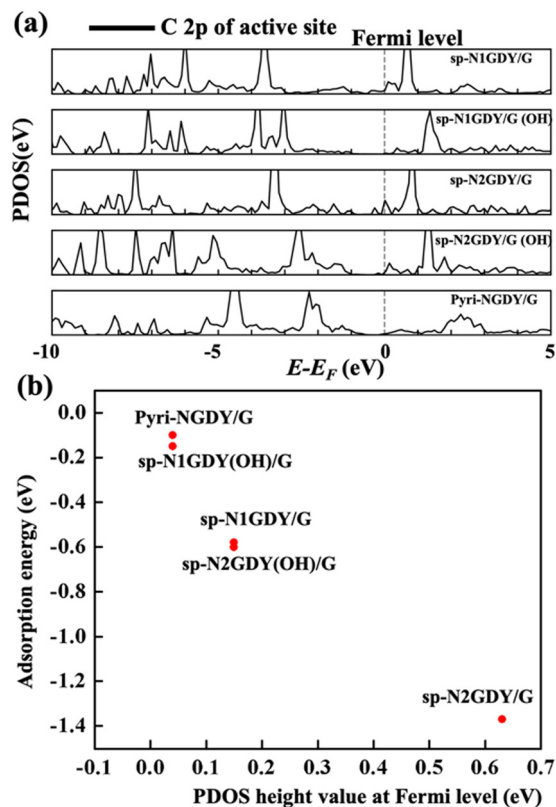 (a)
C 2p of active site
Fermi level
sp-N1GDY/G
sp-N1GDY/G (OH)
sp-N2GDY/G
sp-N2GDY/G (OH)
Pyri-NGDY/G
PDOS(eV)
-10 -5 0 5
E-E_F (eV)
(b)
0.0
-0.2
-0.4
-0.6
-0.8
-1.0
-1.2
-1.4
Adsorption energy (eV)
Pyri-NGDY/G
sp-N1GDY(OH)/G
sp-N1GDY/G
sp-N2GDY(OH)/G
sp-N2GDY/G
-0.1 0.0 0.1 0.2 0.3 0.4 0.5 0.6 0.7
PDOS height value at Fermi level (eV)